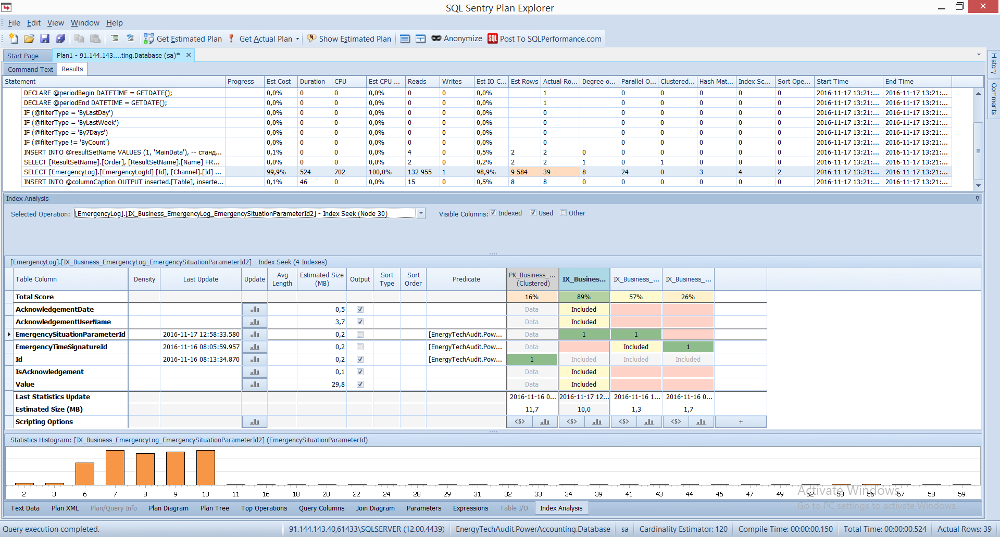 SQL Sentry Plan Explorer
File Edit View Window Help
Get Estimated Plan Get Actual Plan Show Estimated Plan Anonymize SQL Post To SQLPerformance.com
Start Page Plan1 - 91.144.143....ting.Database (sa)*
History
Comments
Command Text Results
Statement Progress Est Cost Duration CPU Est CPU ... Reads Writes Est IO C... Est Rows Actual Ro... Degree o... Parallel O... Clustered... Hash Mat... Index Sc... Sort Ope... Start Time End Time
DECLARE @periodBegin DATETIME = GETDATE(); 0,0% 0 0 0,0% 0 0 0,0% 1 0 0 0 0 0 2016-11-17 13:21:... 2016-11-17 13:21:...
DECLARE @periodEnd DATETIME = GETDATE(); 0,0% 0 0 0,0% 0 0 0,0% 1 0 0 0 0 0 2016-11-17 13:21:... 2016-11-17 13:21:...
IF (@filterType = 'ByLastDay') 0,0% 0 0 0,0% 0 0 0,0% 0 0 0 0 0 0 2016-11-17 13:21:... 2016-11-17 13:21:...
IF (@filterType = 'ByLastWeek') 0,0% 0 0 0,0% 0 0 0,0% 0 0 0 0 0 0 2016-11-17 13:21:... 2016-11-17 13:21:...
IF (@filterType = 'By7Days') 0,0% 0 0 0,0% 0 0 0,0% 0 0 0 0 0 0 2016-11-17 13:21:... 2016-11-17 13:21:...
IF (@filterType != 'ByCount') 0,0% 0 0 0,0% 0 0 0,0% 0 0 0 0 0 0 2016-11-17 13:21:... 2016-11-17 13:21:...
INSERT INTO @resultSetName VALUES (1, 'MainData'), -- станд... 0,1% 0 0 0,0% 4 0 0,5% 2 2 0 0 0 0 0 0 2016-11-17 13:21:... 2016-11-17 13:21:...
SELECT [ResultSetName].[Order], [ResultSetName].[Name] FR... 0,0% 0 0 0,0% 2 0 0,2% 2 2 1 0 1 0 0 0 2016-11-17 13:21:... 2016-11-17 13:21:...
SELECT [EmergencyLog].[EmergencyLogId] [Id], [Channel].[Id] ... 99,9% 524 702 100,0% 132 955 1 98,9% 9 584 39 8 24 0 3 4 2 2016-11-17 13:21:... 2016-11-17 13:21:...
INSERT INTO @columnCaption OUTPUT inserted.[Table], inserte... 0,1% 46 0 0,0% 15 0 0,5% 8 8 0 0 0 0 0 0 2016-11-17 13:21:... 2016-11-17 13:21:...
Index Analysis
Selected Operation: [EmergencyLog].[IX_Business_EmergencyLog_EmergencySituationParameterId2] - Index Seek (Node 30) Visible Columns: Indexed Used Other
[EmergencyLog].[IX_Business_EmergencyLog_EmergencySituationParameterId2] - Index Seek (4 Indexes)
Table Column Density Last Update Update Avg Length Estimated Size (MB) Output Sort Type Sort Order Predicate PK_Business_... (Clustered) IX_Busines... IX_Business_... IX_Business_...
Total Score 16% 89% 57% 26%
AcknowledgementDate 0,5 Data Included
AcknowledgementUserName 3,7 Data Included
EmergencySituationParameterId 2016-11-17 12:58:33.580 0,2 [EnergyTechAudit.Pow... Data 1 1
EmergencyTimeSignatureId 2016-11-16 08:05:59.957 0,2 [EnergyTechAudit.Pow... Data Included 1
Id 2016-11-16 08:13:34.870 0,2 [EnergyTechAudit.Pow... 1 Included Included Included
IsAcknowledgement 0,1 Data Included
Value 29,8 Data Included
Last Statistics Update 2016-11-16 0... 2016-11-17 12... 2016-11-16 1... 2016-11-16 0...
Estimated Size (MB) 11,7 10,0 1,3 1,7
Scripting Options <S> <S> <S> <S> +
Statistics Histogram: [IX_Business_EmergencyLog_EmergencySituationParameterId2] (EmergencySituationParameterId)
2 3 6 7 8 9 10 11 16 18 20 22 24 29 31 32 33 34 39 41 43 44 46 47 49 52 53 56 57 58 59
Activate Windows
Go to PC settings to activate Windows.
Text Data Plan XML Plan/Query Info Plan Diagram Plan Tree Top Operations Query Columns Join Diagram Parameters Expressions Table I/O Index Analysis
Query execution completed. 91.144.143.40,61433\SQLSERVER (12.00.4439) EnergyTechAudit.PowerAccounting.Database sa Cardinality Estimator: 120 Compile Time: 00:00:00.150 Total Time: 00:00:00.524 Actual Rows: 39